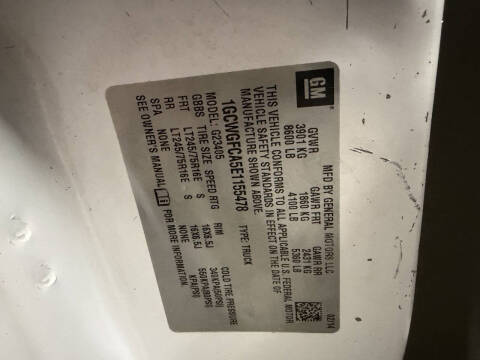 GM
MFD BY GENERAL MOTORS LLC
02/14
GVWR GAWR FRT GAWR RR
3901 KG 1860 KG 2431 KG
8600 LB 4100 LB 5360 LB
THIS VEHICLE CONFORMS TO ALL APPLICABLE U.S. FEDERAL MOTOR
VEHICLE SAFETY STANDARDS IN EFFECT ON THE DATE OF
MANUFACTURE SHOWN ABOVE.
1GCWGFCA5E1155478 TYPE: TRUCK
MODEL: G23405
GBBS TIRE SIZE SPEED RTG RIM COLD TIRE PRESSURE
FRT LT245/75R16E S 16X6.5J 340KPA(50PSI)
RR LT245/75R16E S 16X6.5J 550KPA(80PSI)
SPA NONE NONE KPA(PSI)
SEE OWNER'S MANUAL FOR MORE INFORMATION.